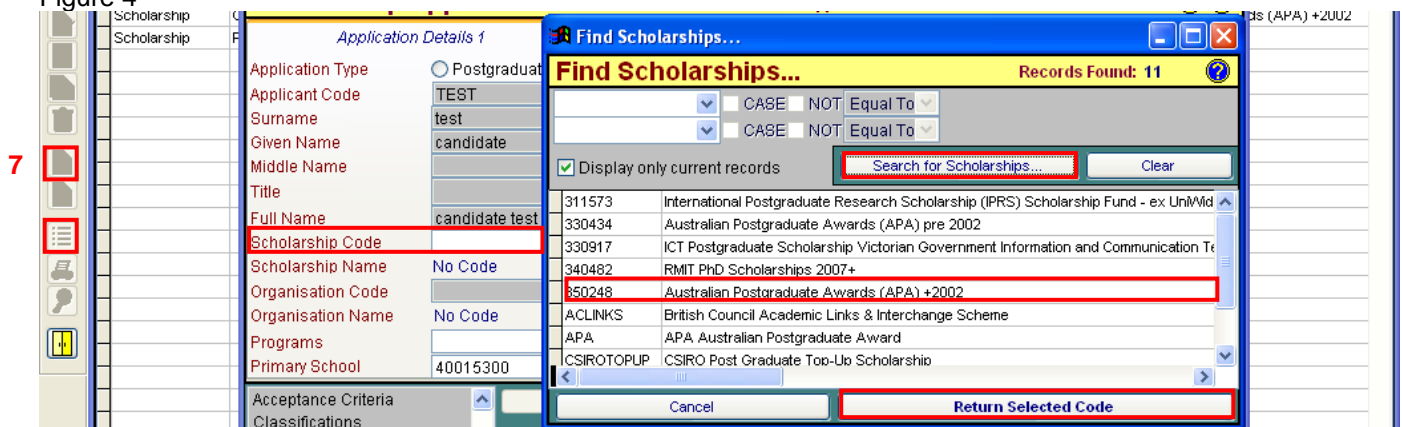 Figure 4
Scholarship
ds (APA) +2002
Scholarship
7
Application Details 1
Application Type Postgraduat
Applicant Code TEST
Surname test
Given Name candidate
Middle Name
Title
Full Name candidate test
Scholarship Code
Scholarship Name No Code
Organisation Code
Organisation Name No Code
Programs
Primary School 40015300
Acceptance Criteria
Classifications
Find Scholarships...
Find Scholarships... Records Found: 11
CASE NOT Equal To
CASE NOT Equal To
Display only current records Search for Scholarships... Clear
311573 International Postgraduate Research Scholarship (IPRS) Scholarship Fund - ex Uni/Wid
330434 Australian Postgraduate Awards (APA) pre 2002
330917 ICT Postgraduate Scholarship Victorian Government Information and Communication Te
340482 RMIT PhD Scholarships 2007+
350248 Australian Postgraduate Awards (APA) +2002
ACLINKS British Council Academic Links & Interchange Scheme
APA APA Australian Postgraduate Award
CSIROTOPUP CSIRO Post Graduate Top-Up Scholarship
Cancel Return Selected Code